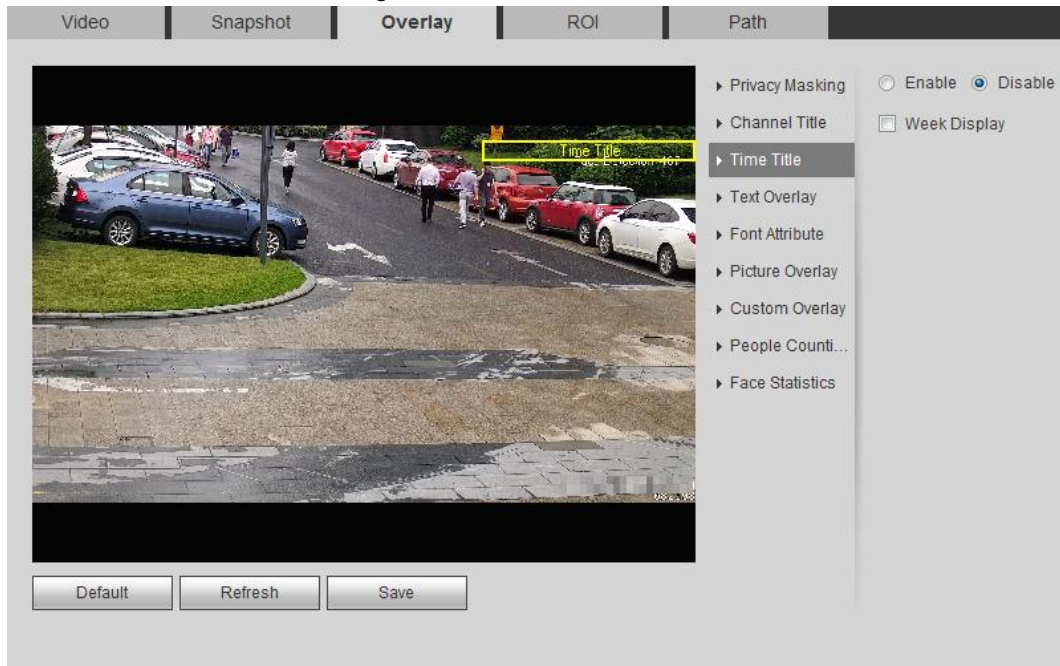 Video Snapshot Overlay ROI Path
Privacy Masking
Enable Disable
Channel Title
Week Display
Time Title
Time Title
Text Overlay
Font Attribute
Picture Overlay
Custom Overlay
People Counti...
Face Statistics
Default Refresh Save